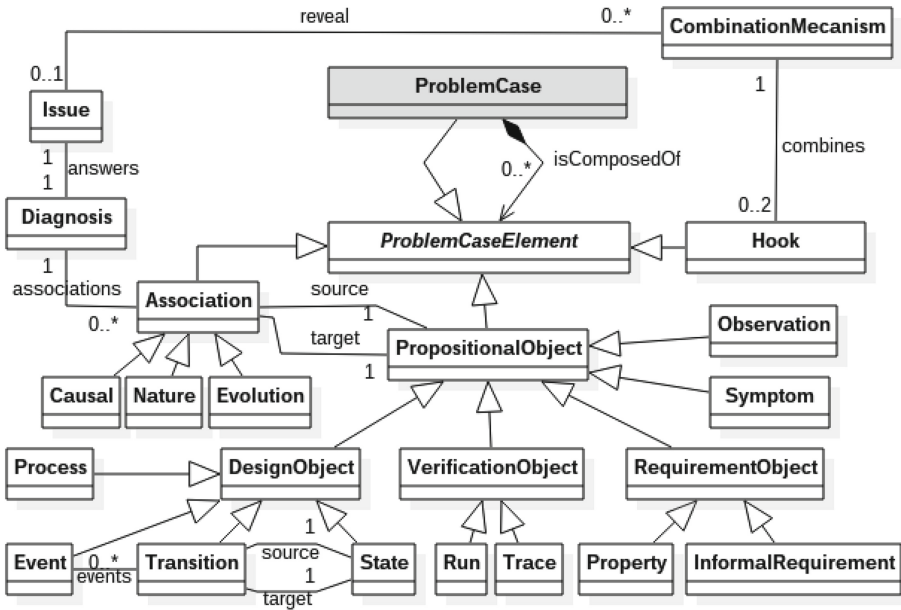 reveal
0..*
CombinationMecanism
0..1
1
ProblemCase
Issue
1
answers
1
isComposedOf
0..*
combines
0..2
Diagnosis
ProblemCaseElement
Hook
1
associations
0..*
Association
source
1
target
1
PropositionalObject
Observation
Symptom
Causal
Nature
Evolution
Process
DesignObject
VerificationObject
RequirementObject
Event
0..*
events
Transition
1
source
1
target
State
Run
Trace
Property
InformalRequirement